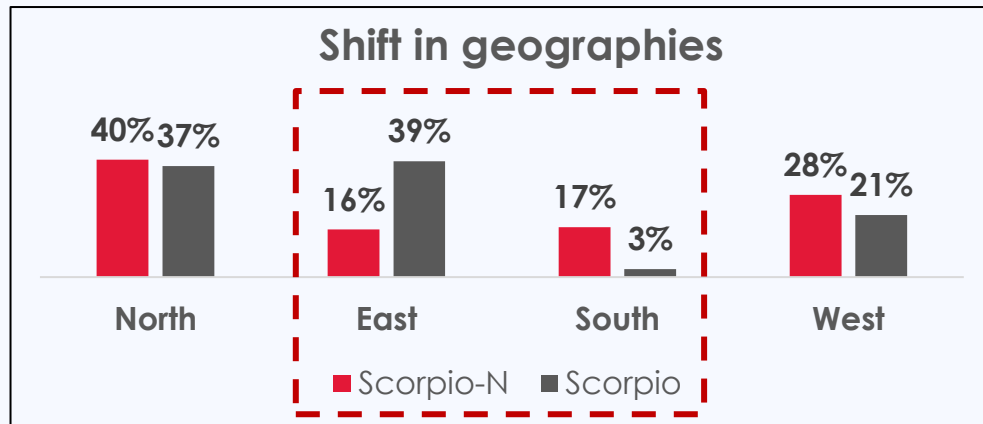 Shift in geographies
40% 37% 16% 39% 17% 3% 28% 21%
North East South West
Scorpio-N Scorpio